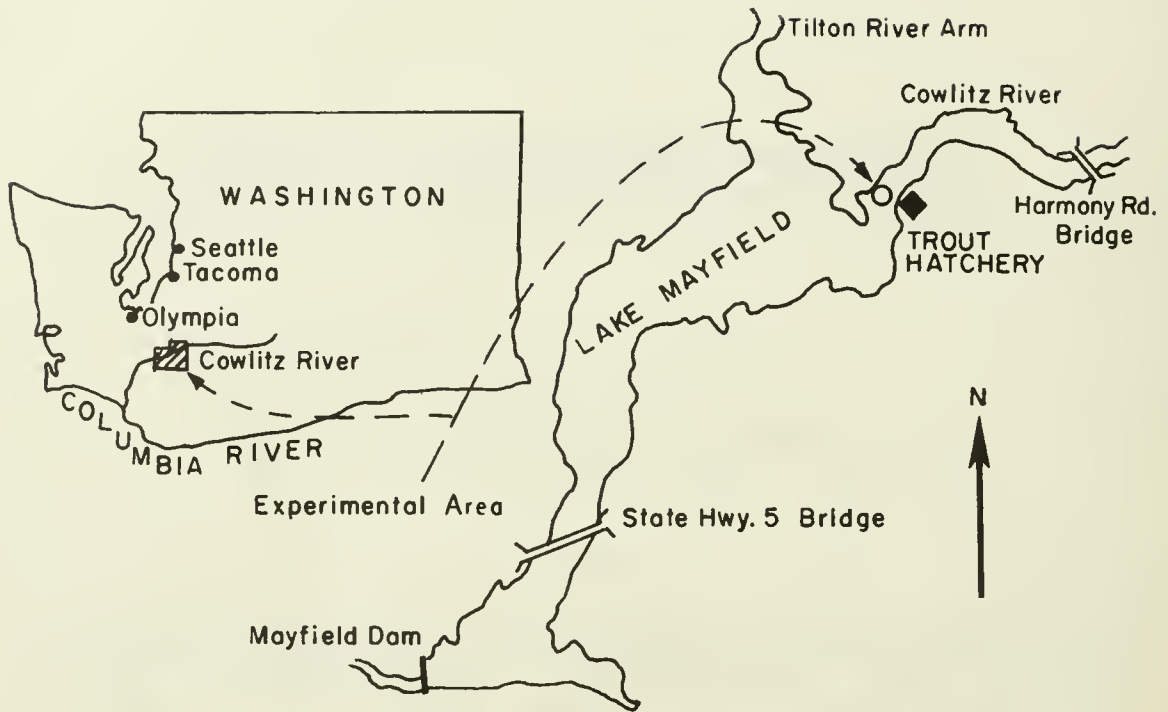 Tilton River Arm
Cowlitz River
WASHINGTON
Harmony Rd.
Bridge
TROUT
HATCHERY
Seattle
Tacoma
Olympia
LAKE MAYFIELD
Cowlitz River
COLUMBIA RIVER
N
Experimental Area
State Hwy. 5 Bridge
Mayfield Dam